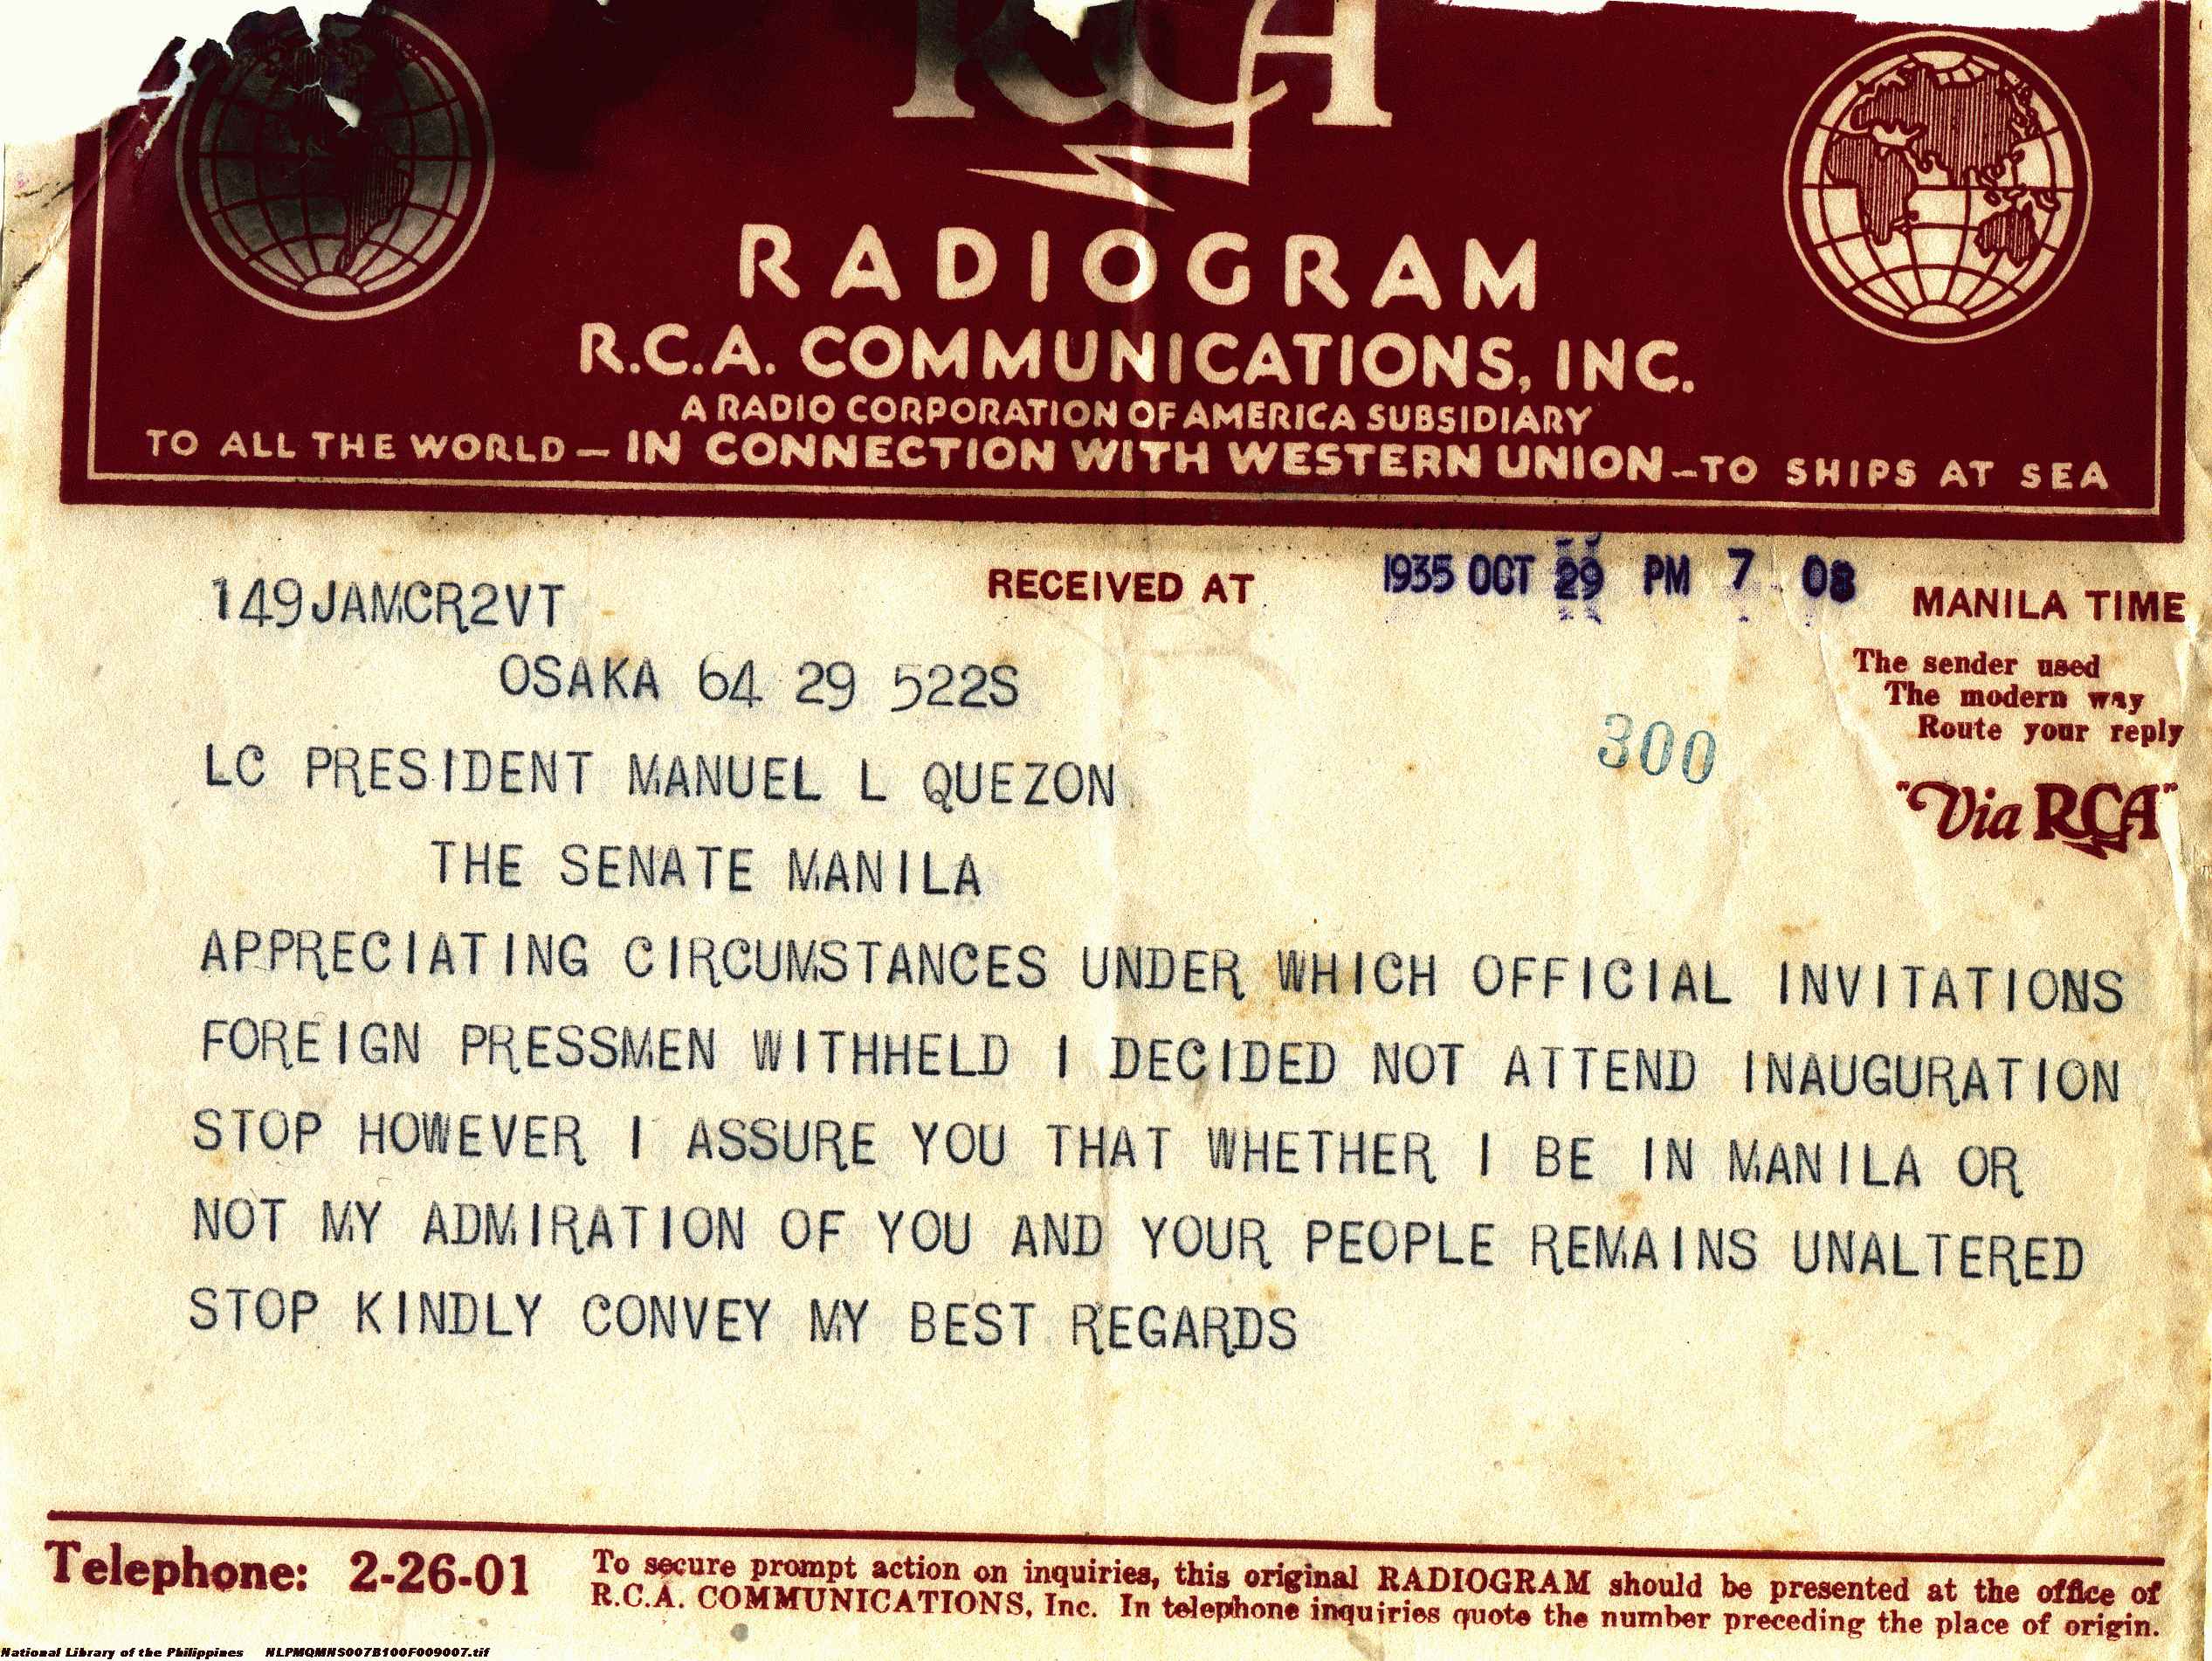 RCA
RADIOGRAM
R.C.A. COMMUNICATIONS, INC.
A RADIO CORPORATION OF AMERICA SUBSIDIARY
TO ALL THE WORLD — IN CONNECTION WITH WESTERN UNION — TO SHIPS AT SEA
149JAMCR2VT
RECEIVED AT 1935 OCT 29 PM 7 08 MANILA TIME
OSAKA 64 29 522S
The sender used
The modern way
Route your reply
"Via RCA"
300
LC PRESIDENT MANUEL L QUEZON
THE SENATE MANILA
APPRECIATING CIRCUMSTANCES UNDER WHICH OFFICIAL INVITATIONS
FOREIGN PRESSMEN WITHHELD I DECIDED NOT ATTEND INAUGURATION
STOP HOWEVER I ASSURE YOU THAT WHETHER I BE IN MANILA OR
NOT MY ADMIRATION OF YOU AND YOUR PEOPLE REMAINS UNALTERED
STOP KINDLY CONVEY MY BEST REGARDS
Telephone: 2-26-01
To secure prompt action on inquiries, this original RADIOGRAM should be presented at the office of
R.C.A. COMMUNICATIONS, Inc. In telephone inquiries quote the number preceding the place of origin.
National Library of the Philippines NLPMQMNS007B100F009007.tif